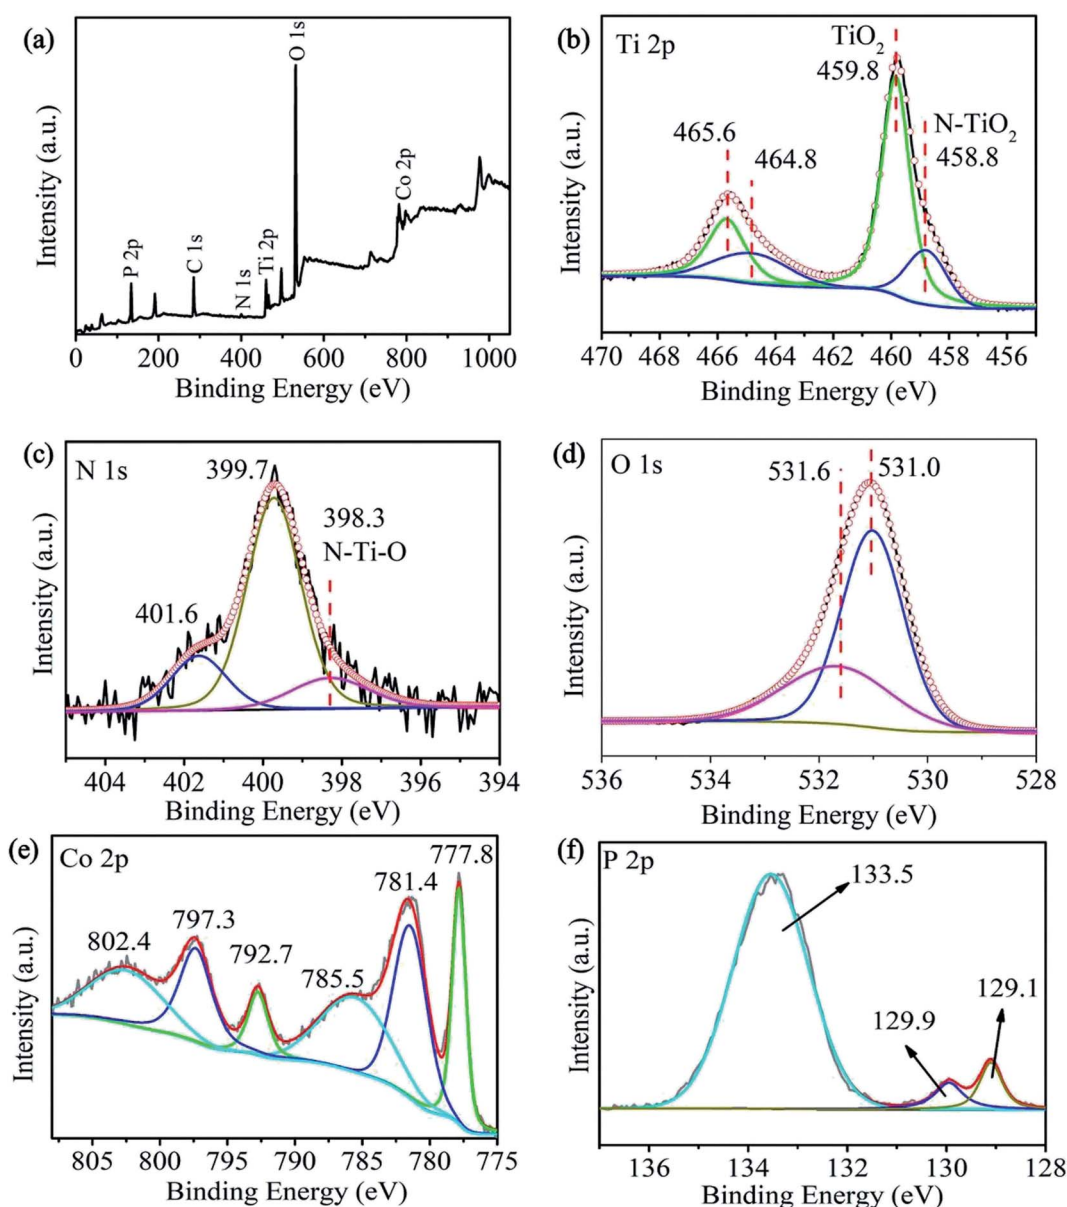 (a)
Intensity (a.u.)
P 2p
C 1s
N 1s
Ti 2p
O 1s
Co 2p
0 200 400 600 800 1000
Binding Energy (eV)
(b)
Ti 2p
Intensity (a.u.)
TiO2
459.8
N-TiO2
458.8
465.6
464.8
470 468 466 464 462 460 458 456
Binding Energy (eV)
(c)
N 1s
Intensity (a.u.)
399.7
398.3
N-Ti-O
401.6
404 402 400 398 396 394
Binding Energy (eV)
(d)
O 1s
Intensity (a.u.)
531.6
531.0
536 534 532 530 528
Binding Energy (eV)
(e)
Co 2p
Intensity (a.u.)
802.4
797.3
792.7
785.5
781.4
777.8
805 800 795 790 785 780 775
Binding Energy (eV)
(f)
P 2p
Intensity (a.u.)
133.5
129.9
129.1
136 134 132 130 128
Binding Energy (eV)